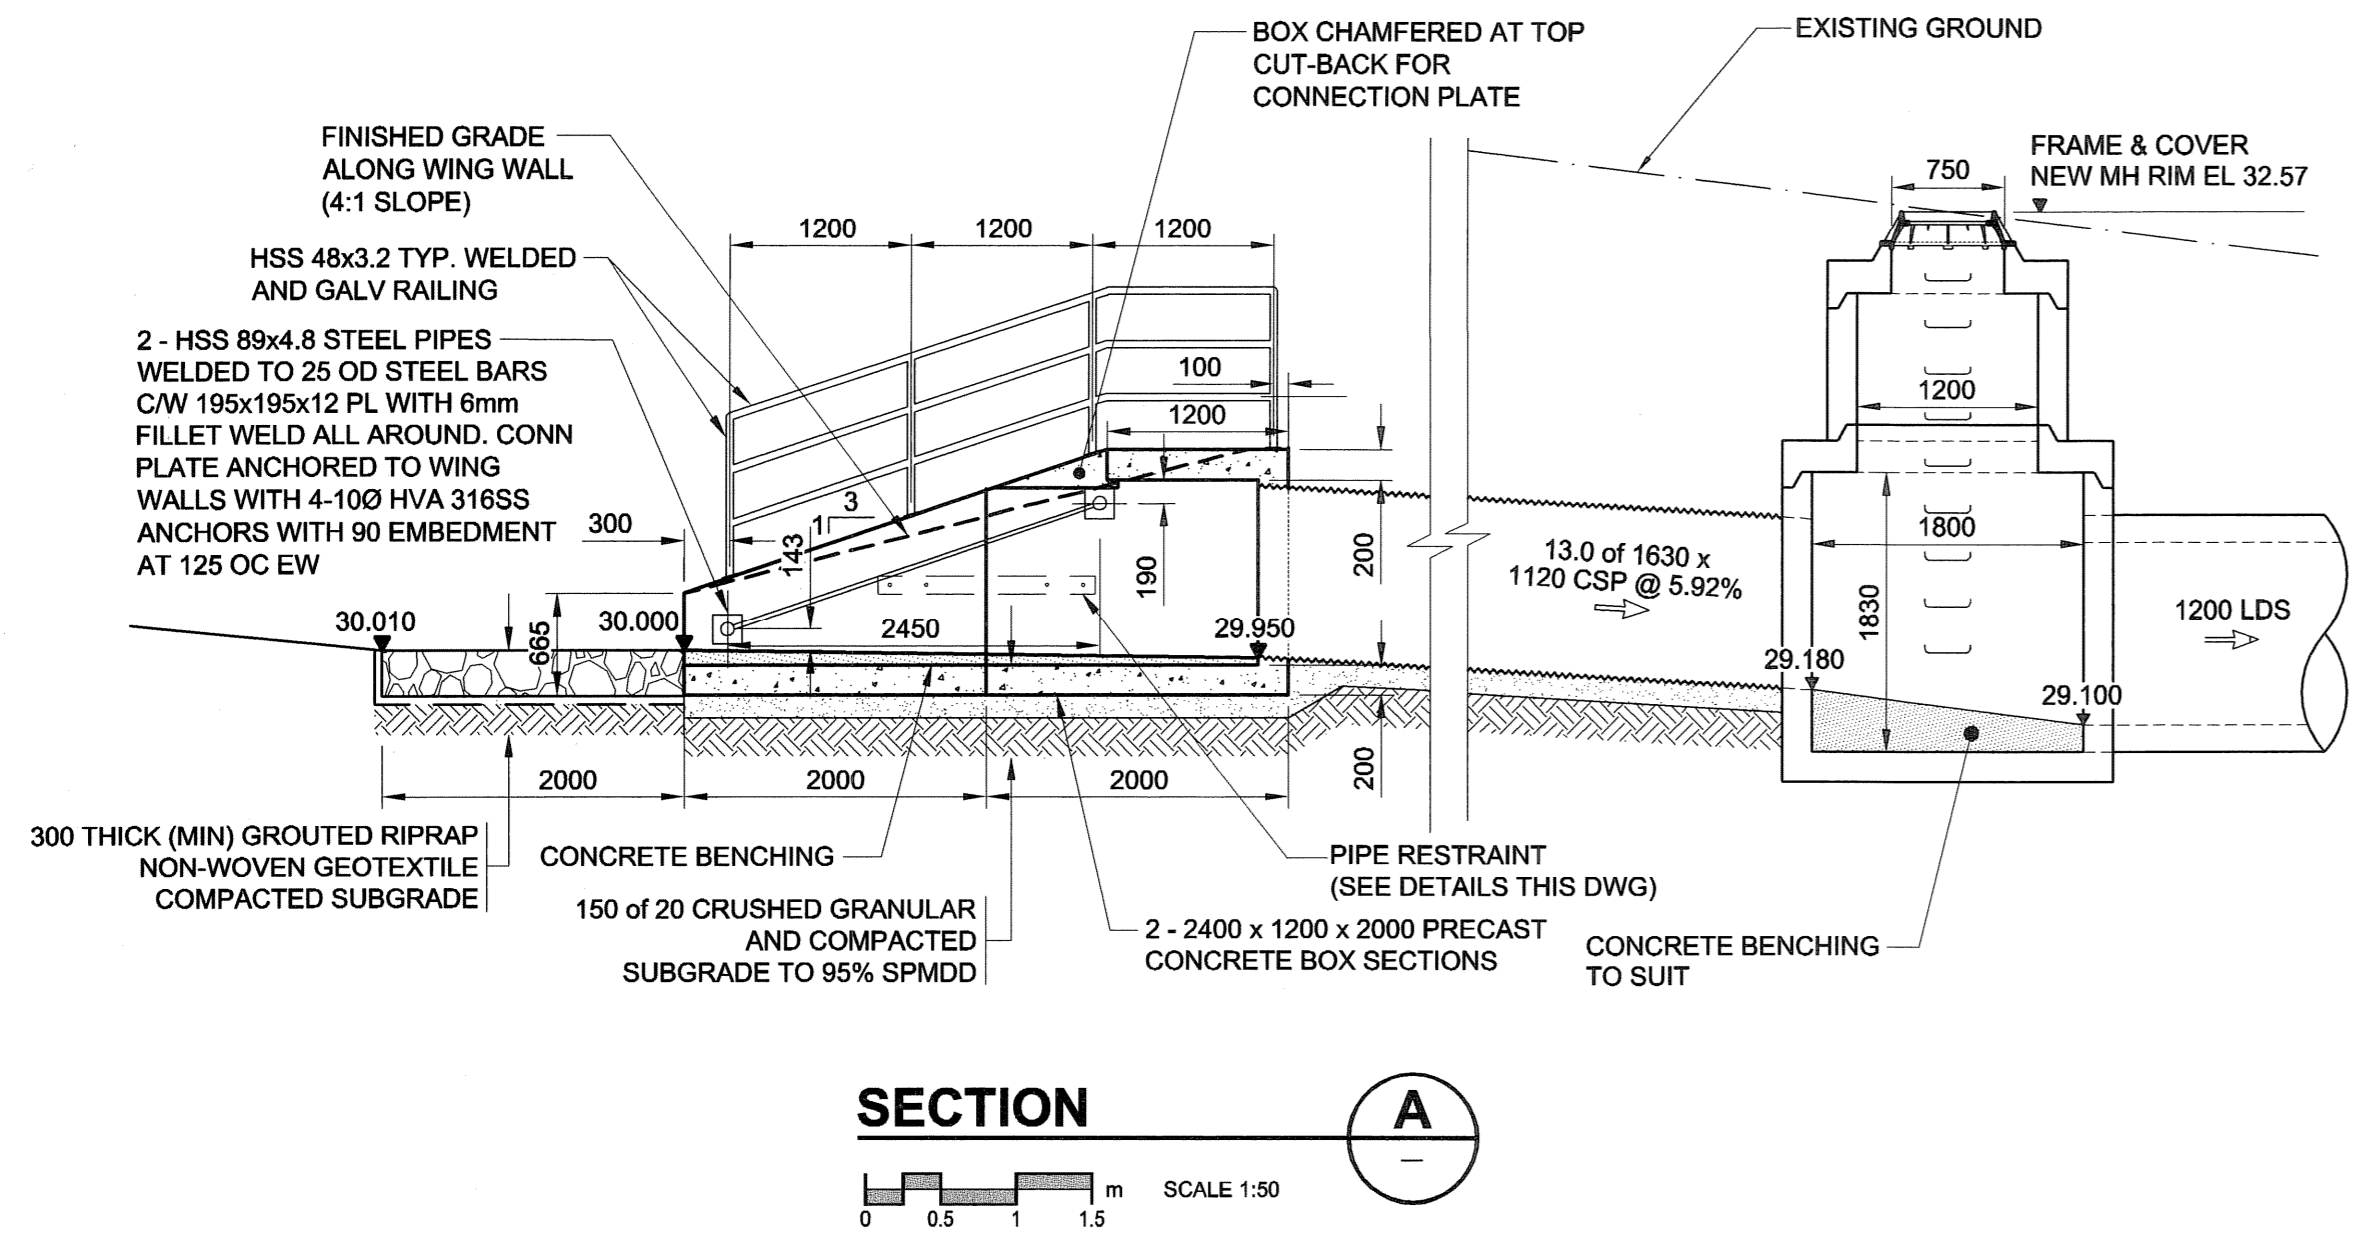 BOX CHAMFERED AT TOP
CUT-BACK FOR
CONNECTION PLATE
EXISTING GROUND
FINISHED GRADE
ALONG WING WALL
(4:1 SLOPE)
FRAME & COVER
NEW MH RIM EL 32.57
750
1200
1200
1200
HSS 48x3.2 TYP. WELDED
AND GALV RAILING
2 - HSS 89x4.8 STEEL PIPES
WELDED TO 25 OD STEEL BARS
C/W 195x195x12 PL WITH 6mm
FILLET WELD ALL AROUND. CONN
PLATE ANCHORED TO WING
WALLS WITH 4-10Ø HVA 316SS
ANCHORS WITH 90 EMBEDMENT
AT 125 OC EW
100
1200
1200
3
1
300
143
190
200
1800
13.0 of 1630 x
1120 CSP @ 5.92%
1830
1200 LDS
30.010
30.000
665
2450
29.950
29.180
29.100
2000
2000
2000
200
300 THICK (MIN) GROUTED RIPRAP
NON-WOVEN GEOTEXTILE
COMPACTED SUBGRADE
CONCRETE BENCHING
150 of 20 CRUSHED GRANULAR
AND COMPACTED
SUBGRADE TO 95% SPMDD
PIPE RESTRAINT
(SEE DETAILS THIS DWG)
2 - 2400 x 1200 x 2000 PRECAST
CONCRETE BOX SECTIONS
CONCRETE BENCHING
TO SUIT
SECTION
A
–
m
SCALE 1:50
0 0.5 1 1.5